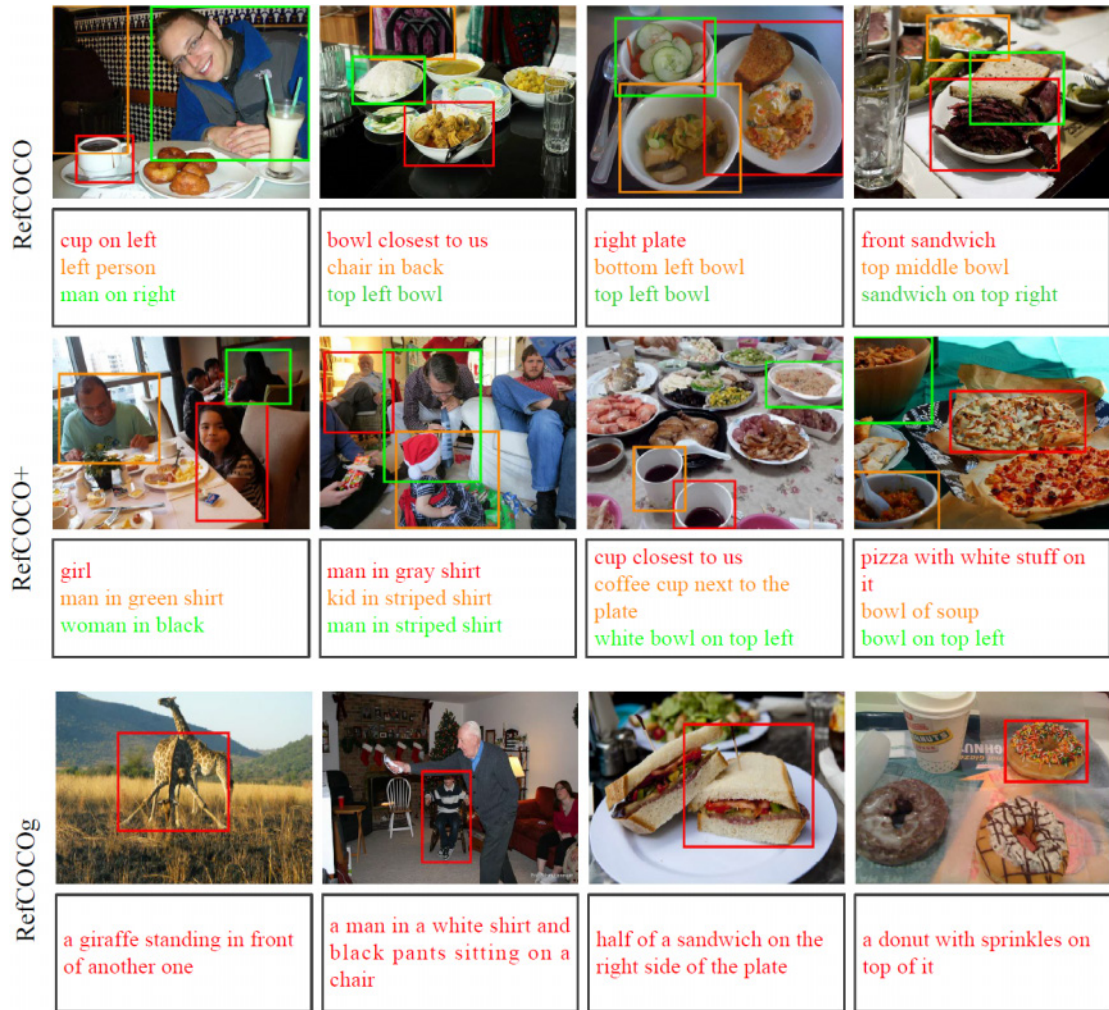 RefCOCO
cup on left
left person
man on right
bowl closest to us
chair in back
top left bowl
right plate
bottom left bowl
top left bowl
front sandwich
top middle bowl
sandwich on top right
RefCOCO+
girl
man in green shirt
woman in black
man in gray shirt
kid in striped shirt
man in striped shirt
cup closest to us
coffee cup next to the
plate
white bowl on top left
pizza with white stuff on
it
bowl of soup
bowl on top left
RefCOCOg
a giraffe standing in front
of another one
a man in a white shirt and
black pants sitting on a
chair
half of a sandwich on the
right side of the plate
a donut with sprinkles on
top of it